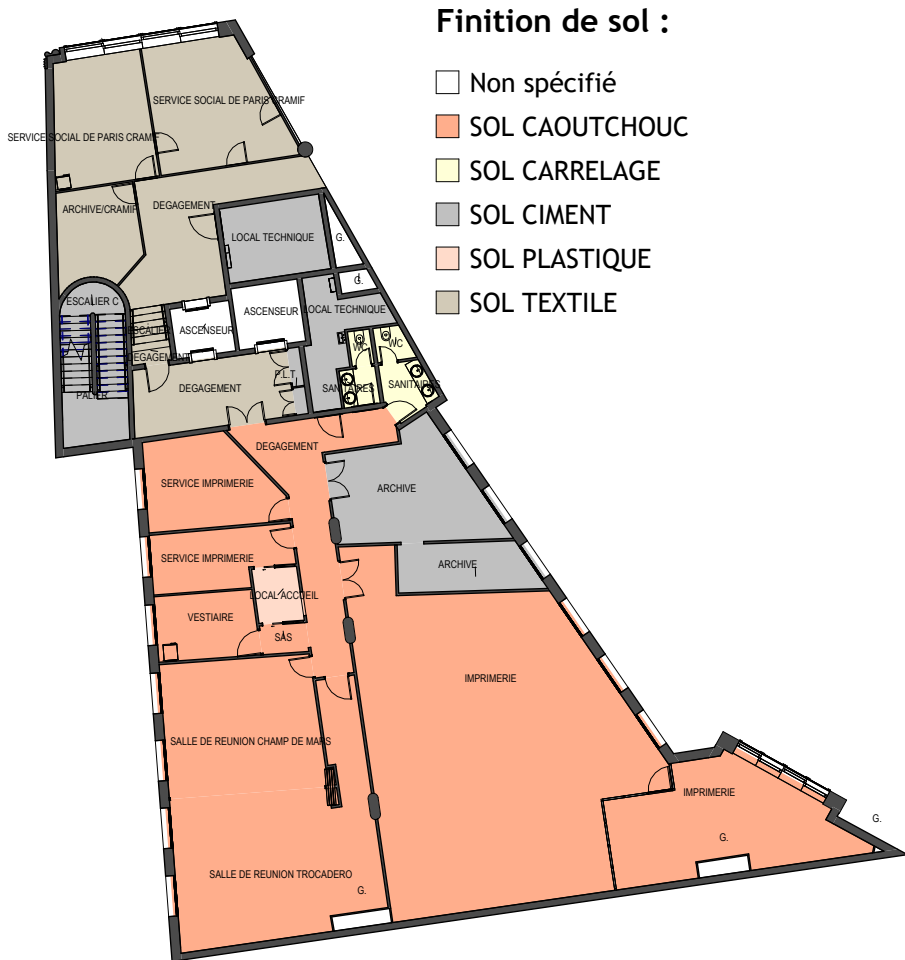 Finition de sol :
Non spécifié
SOL CAOUTCHOUC
SOL CARRELAGE
SOL CIMENT
SOL PLASTIQUE
SOL TEXTILE
SERVICE SOCIAL DE PARIS CRAMIF
SERVICE SOCIAL DE PARIS CRAMIF
ARCHIVE/CRAMIF
DEGAGEMENT
LOCAL TECHNIQUE
G.
G.
ESCALIER C
ASCENSEUR
LOCAL TECHNIQUE
ESCALIER
ASCENSEUR
WC
WC
DEGAGEMENT
P.L.T
DEGAGEMENT
SANITAIRES
SANITAIRES
PALIER
DEGAGEMENT
SERVICE IMPRIMERIE
ARCHIVE
SERVICE IMPRIMERIE
ARCHIVE
LOCAL ACCUEIL
VESTIAIRE
SAS
IMPRIMERIE
SALLE DE REUNION CHAMP DE MARS
IMPRIMERIE
G.
G.
SALLE DE REUNION TROCADERO
G.